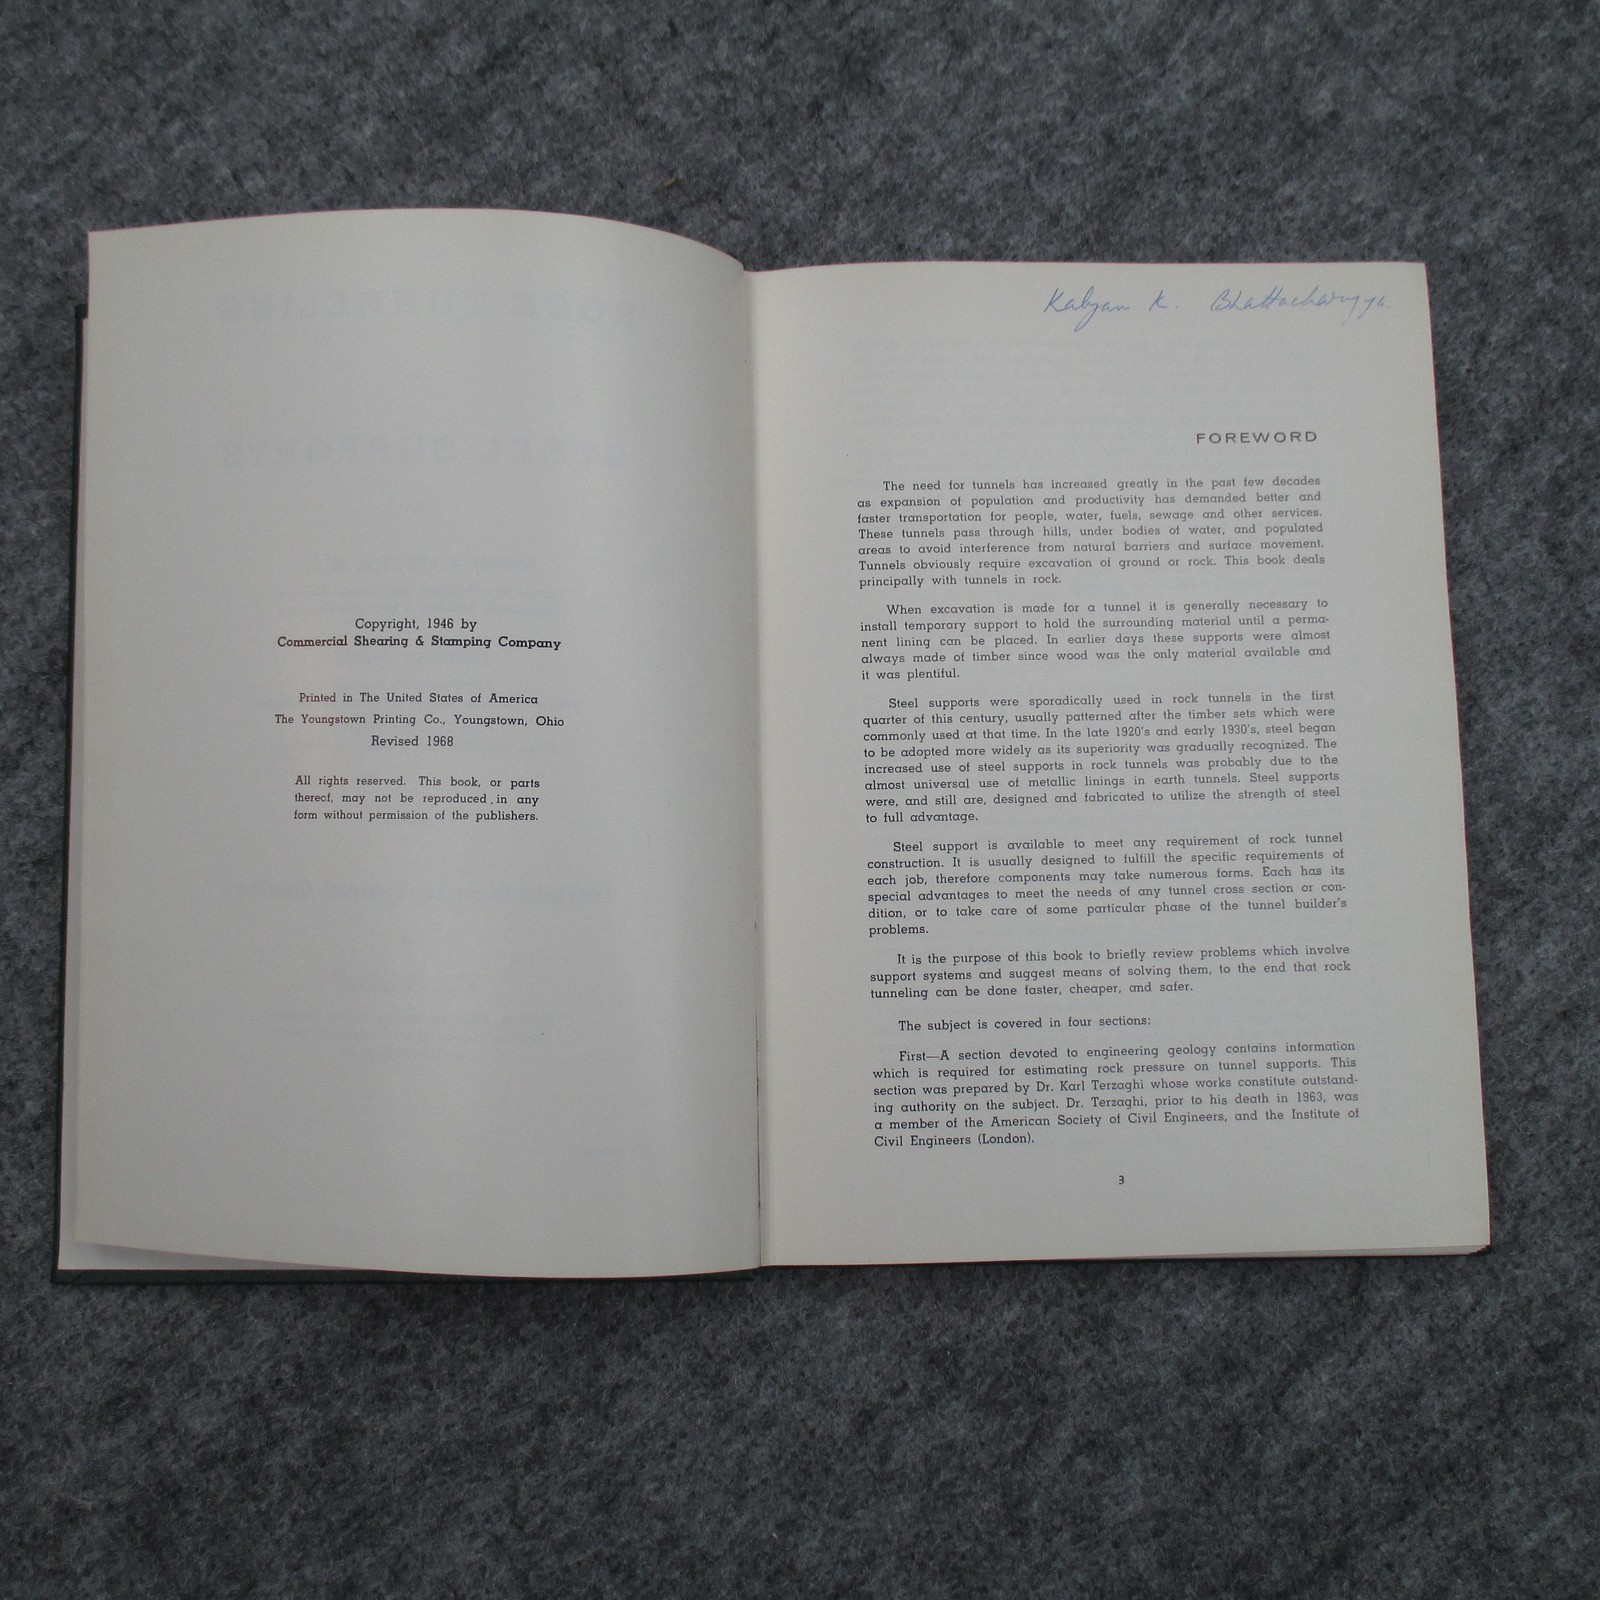 Copyright, 1946 by
Commercial Shearing & Stamping Company
Printed in The United States of America
The Youngstown Printing Co., Youngstown, Ohio
Revised 1968
All rights reserved. This book, or parts
thereof, may not be reproduced in any
form without permission of the publishers.
Kalyan K. Bhattacharyya.
FOREWORD
The need for tunnels has increased greatly in the past few decades
as expansion of population and productivity has demanded better and
faster transportation for people, water, fuels, sewage and other services.
These tunnels pass through hills, under bodies of water, and populated
areas to avoid interference from natural barriers and surface movement.
Tunnels obviously require excavation of ground or rock. This book deals
principally with tunnels in rock.
When excavation is made for a tunnel it is generally necessary to
install temporary support to hold the surrounding material until a perma-
nent lining can be placed. In earlier days these supports were almost
always made of timber since wood was the only material available and
it was plentiful.
Steel supports were sporadically used in rock tunnels in the first
quarter of this century, usually patterned after the timber sets which were
commonly used at that time. In the late 1920's and early 1930's, steel began
to be adopted more widely as its superiority was gradually recognized. The
increased use of steel supports in rock tunnels was probably due to the
almost universal use of metallic linings in earth tunnels. Steel supports
were, and still are, designed and fabricated to utilize the strength of steel
to full advantage.
Steel support is available to meet any requirement of rock tunnel
construction. It is usually designed to fulfill the specific requirements of
each job, therefore components may take numerous forms. Each has its
special advantages to meet the needs of any tunnel cross section or con-
dition, or to take care of some particular phase of the tunnel builder's
problems.
It is the purpose of this book to briefly review problems which involve
support systems and suggest means of solving them, to the end that rock
tunneling can be done faster, cheaper, and safer.
The subject is covered in four sections:
First—A section devoted to engineering geology contains information
which is required for estimating rock pressure on tunnel supports. This
section was prepared by Dr. Karl Terzaghi whose works constitute outstand-
ing authority on the subject. Dr. Terzaghi, prior to his death in 1963, was
a member of the American Society of Civil Engineers, and the Institute of
Civil Engineers (London).
3